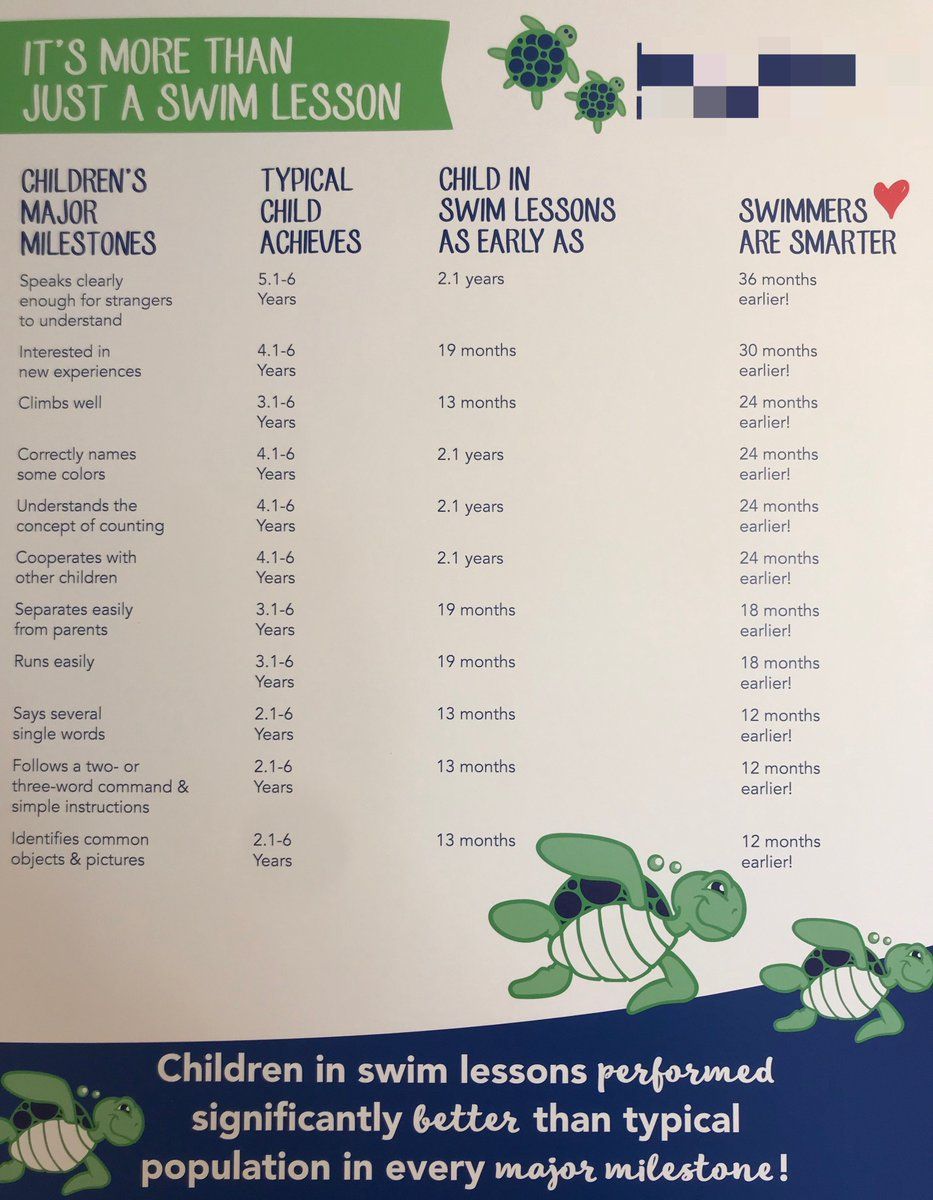 IT'S MORE THAN
JUST A SWIM LESSON
CHILDREN'S
MAJOR
MILESTONES
TYPICAL
CHILD
ACHIEVES
CHILD IN
SWIM LESSONS
AS EARLY AS
SWIMMERS
ARE SMARTER
Speaks clearly
enough for strangers
to understand
5.1-6
Years
2.1 years
36 months
earlier!
Interested in
new experiences
4.1-6
Years
19 months
30 months
earlier!
Climbs well
3.1-6
Years
13 months
24 months
earlier!
Correctly names
some colors
4.1-6
Years
2.1 years
24 months
earlier!
Understands the
concept of counting
4.1-6
Years
2.1 years
24 months
earlier!
Cooperates with
other children
4.1-6
Years
2.1 years
24 months
earlier!
Separates easily
from parents
3.1-6
Years
19 months
18 months
earlier!
Runs easily
3.1-6
Years
19 months
18 months
earlier!
Says several
single words
2.1-6
Years
13 months
12 months
earlier!
Follows a two- or
three-word command &
simple instructions
2.1-6
Years
13 months
12 months
earlier!
Identifies common
objects & pictures
2.1-6
Years
13 months
12 months
earlier!
Children in swim lessons performed
significantly better than typical
population in every major milestone!